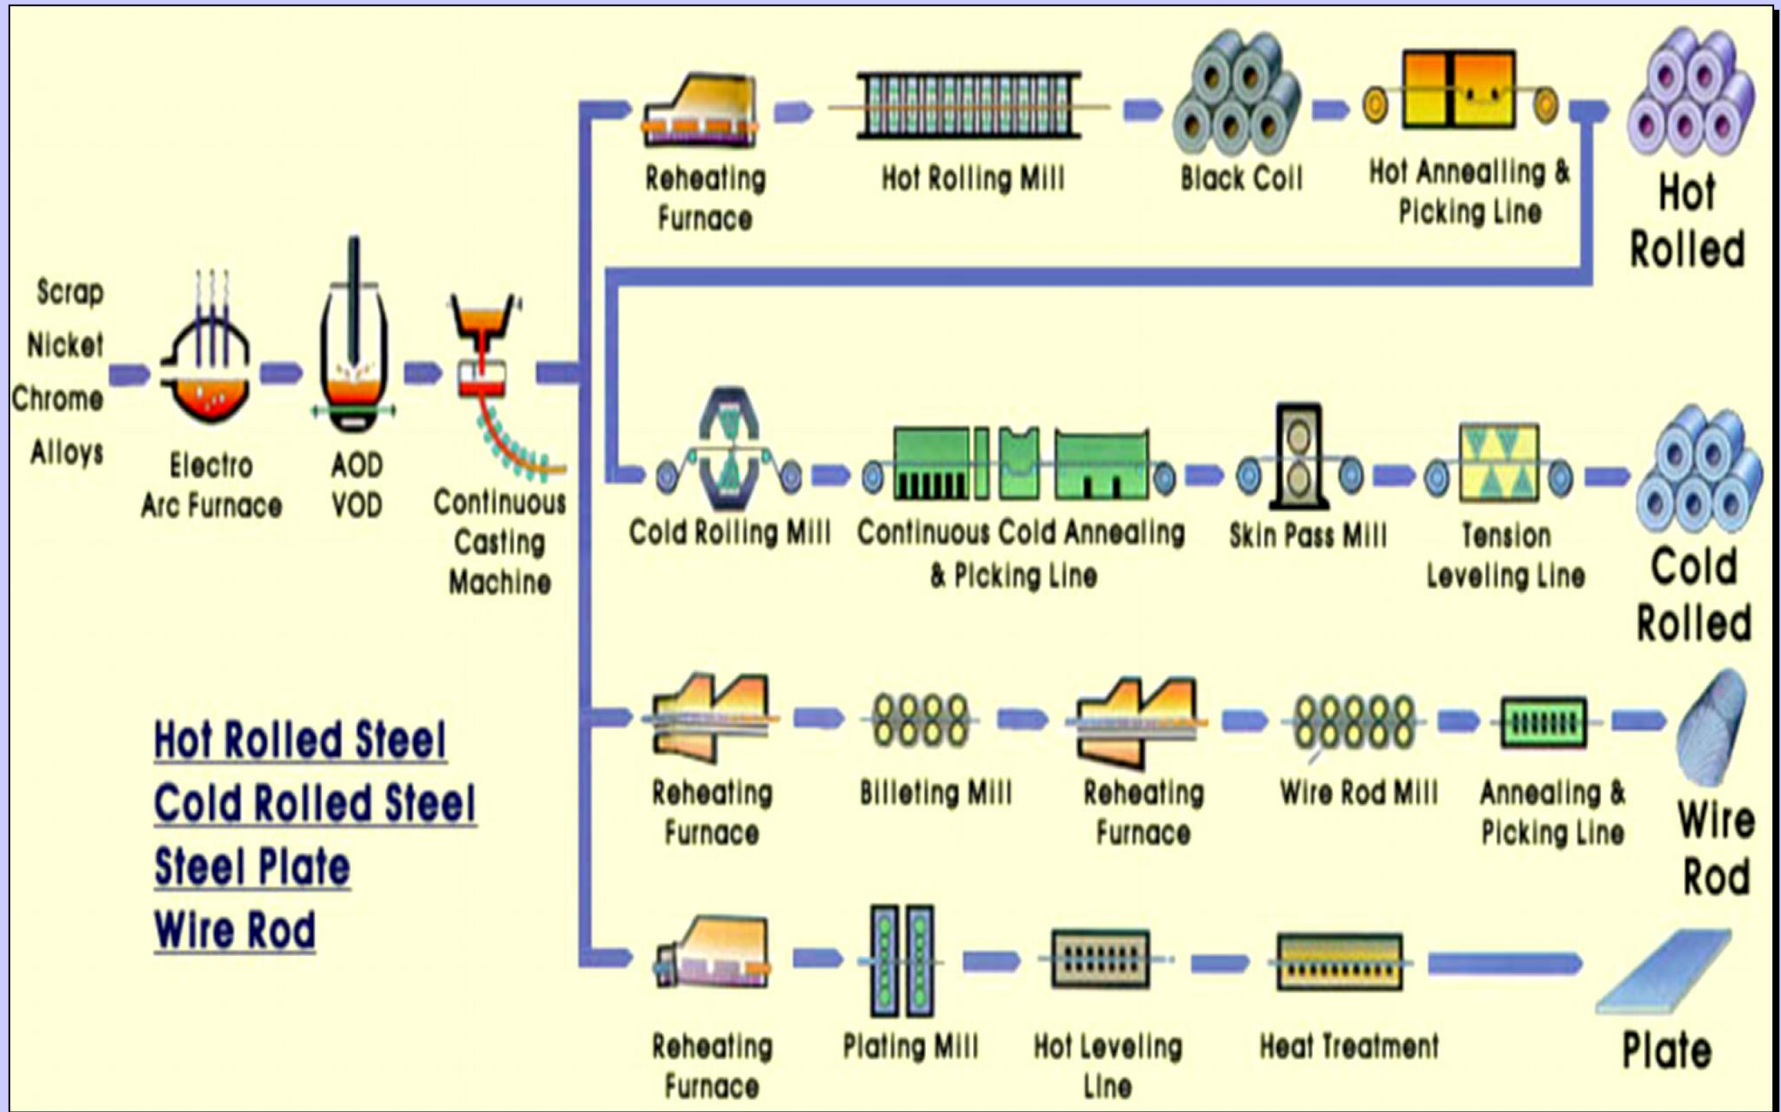 Scrap
Nicket
Chrome
Alloys
Electro
Arc Furnace
AOD
VOD
Continuous
Casting
Machine
Reheating
Furnace
Hot Rolling Mill
Black Coil
Hot Annealling &
Picking Line
Hot
Rolled
Cold Rolling Mill
Continuous Cold Annealing
& Picking Line
Skin Pass Mill
Tension
Leveling Line
Cold
Rolled
Reheating
Furnace
Billeting Mill
Reheating
Furnace
Wire Rod Mill
Annealing &
Picking Line
Wire
Rod
Reheating
Furnace
Plating Mill
Hot Leveling
Line
Heat Treatment
Plate
Hot Rolled Steel
Cold Rolled Steel
Steel Plate
Wire Rod